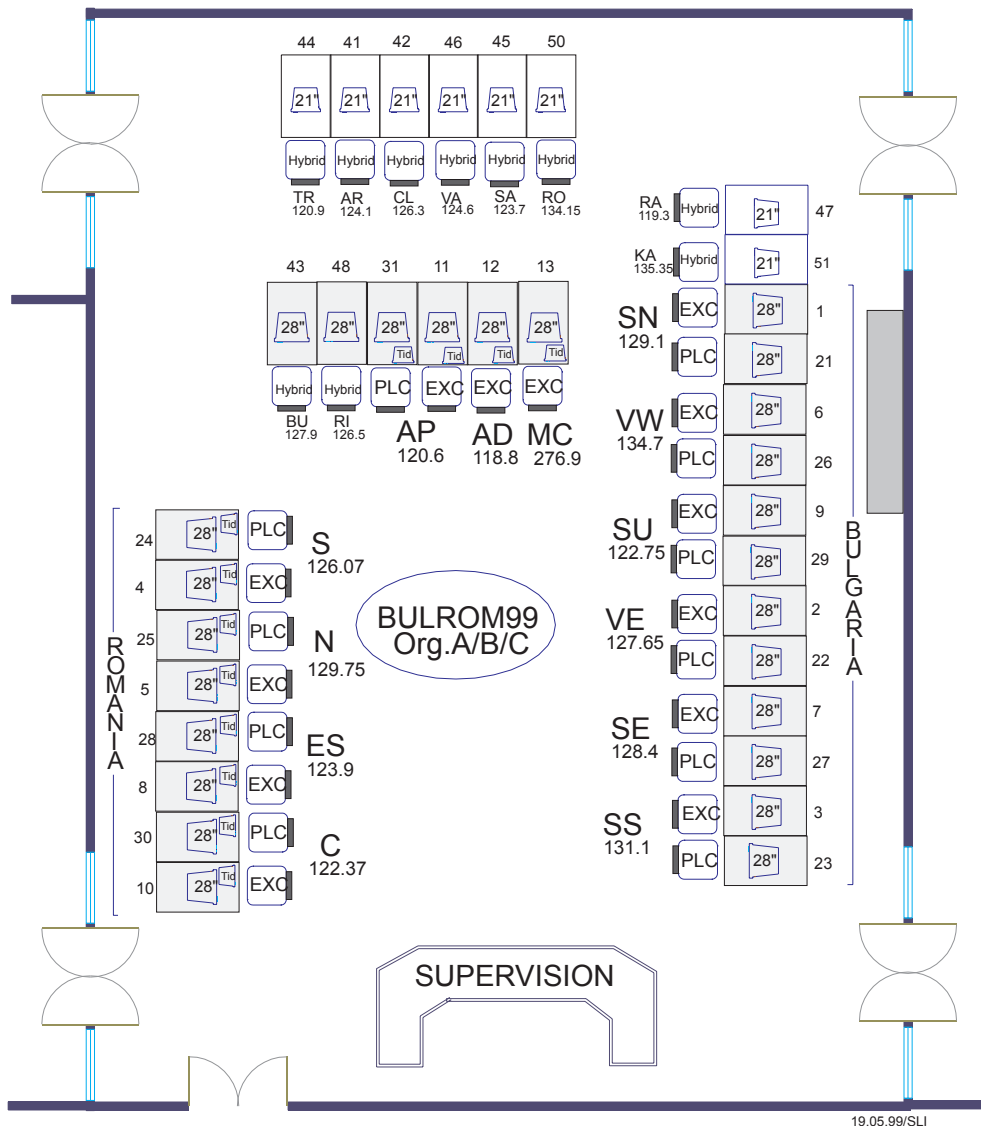 44 41 42 46 45 50
21" 21" 21" 21" 21" 21"
Hybrid Hybrid Hybrid Hybrid Hybrid Hybrid
TR AR CL VA SA RO
120.9 124.1 126.3 124.6 123.7 134.15
RA
119.3
Hybrid 21" 47
KA
135.35
Hybrid 21" 51
43 48 31 11 12 13
28" 28" 28" 28" 28" 28"
Tid Tid Tid Tid
Hybrid Hybrid PLC EXC EXC EXC
BU RI AP AD MC
127.9 126.5 120.6 118.8 276.9
SN
129.1
EXC 28" 1
PLC 28" 21
VW
134.7
EXC 28" 6
PLC 28" 26
SU
122.75
EXC 28" 9
PLC 28" 29
VE
127.65
EXC 28" 2
PLC 28" 22
SE
128.4
EXC 28" 7
PLC 28" 27
SS
131.1
EXC 28" 3
PLC 28" 23
BULGARIA
24 28" Tid PLC
S
126.07
4 28" Tid EXC
25 28" Tid PLC
N
129.75
5 28" Tid EXC
28 28" Tid PLC
ES
123.9
8 28" Tid EXC
30 28" Tid PLC
C
122.37
10 28" Tid EXC
ROMANIA
BULROM99
Org.A/B/C
SUPERVISION
19.05.99/SLI